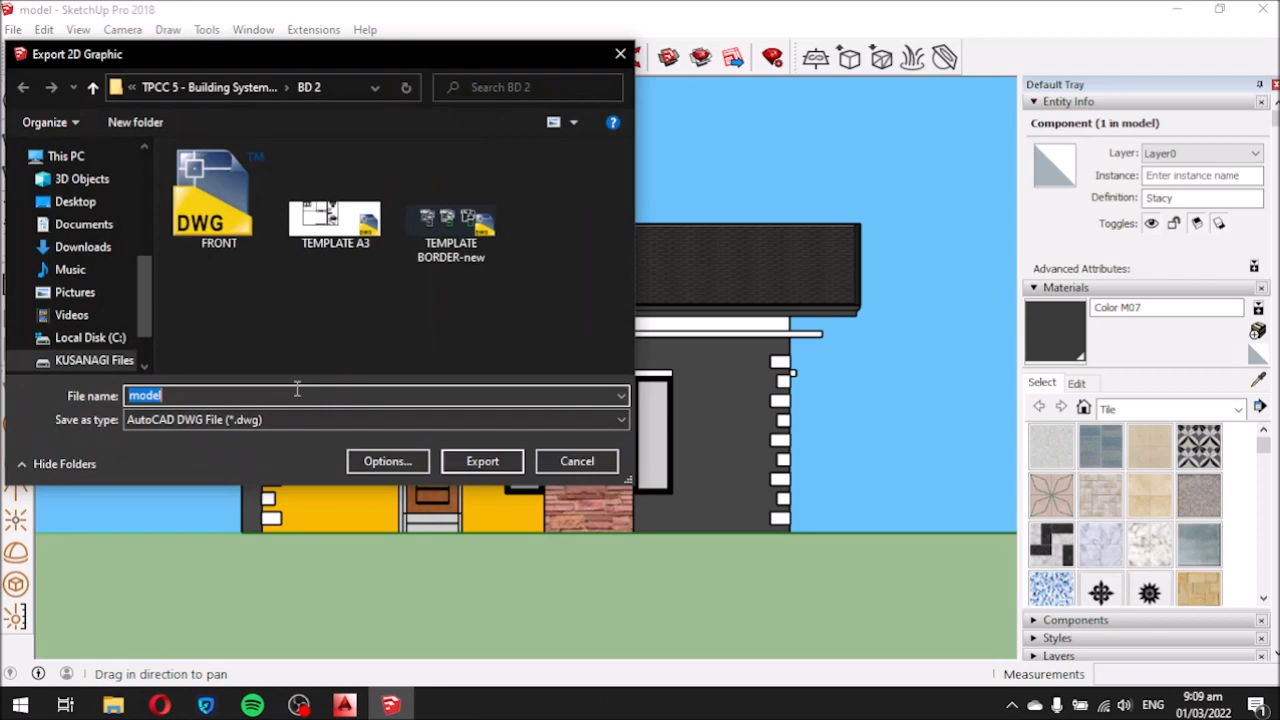 model - SketchUp Pro 2018
File Edit View Camera Draw Tools Window Extensions Help
Export 2D Graphic
« TPCC 5 - Building System... › BD 2
Search BD 2
Organize
New folder
This PC
3D Objects
Desktop
Documents
Downloads
Music
Pictures
Videos
Local Disk (C:)
KUSANAGI Files
TM
DWG
FRONT
TEMPLATE A3
TEMPLATE
BORDER-new
File name: model
Save as type: AutoCAD DWG File (*.dwg)
Hide Folders
Options...
Export
Cancel
Default Tray
Entity Info
Component (1 in model)
Layer: Layer0
Instance: Enter instance name
Definition: Stacy
Toggles:
Advanced Attributes:
Materials
Color M07
Select Edit
Tile
Components
Styles
Layers
Drag in direction to pan
Measurements
ENG
9:09 am
01/03/2022
1